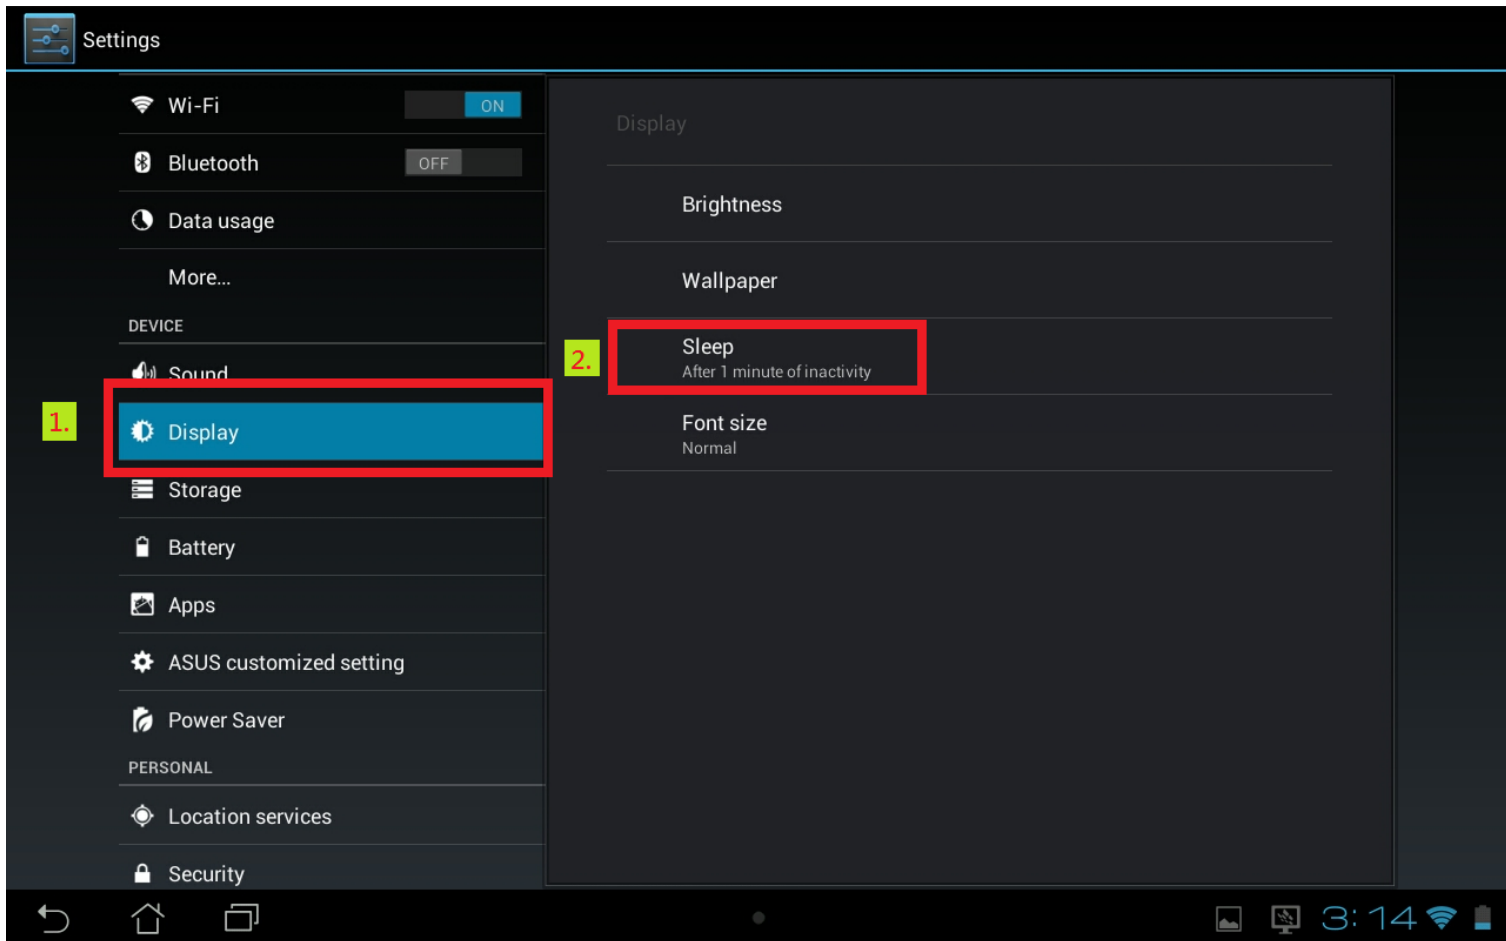 Settings
Wi-Fi
ON
Bluetooth
OFF
Data usage
More...
DEVICE
Sound
1.
Display
Storage
Battery
Apps
ASUS customized setting
Power Saver
PERSONAL
Location services
Security
Display
Brightness
Wallpaper
2.
Sleep
After 1 minute of inactivity
Font size
Normal
3:14